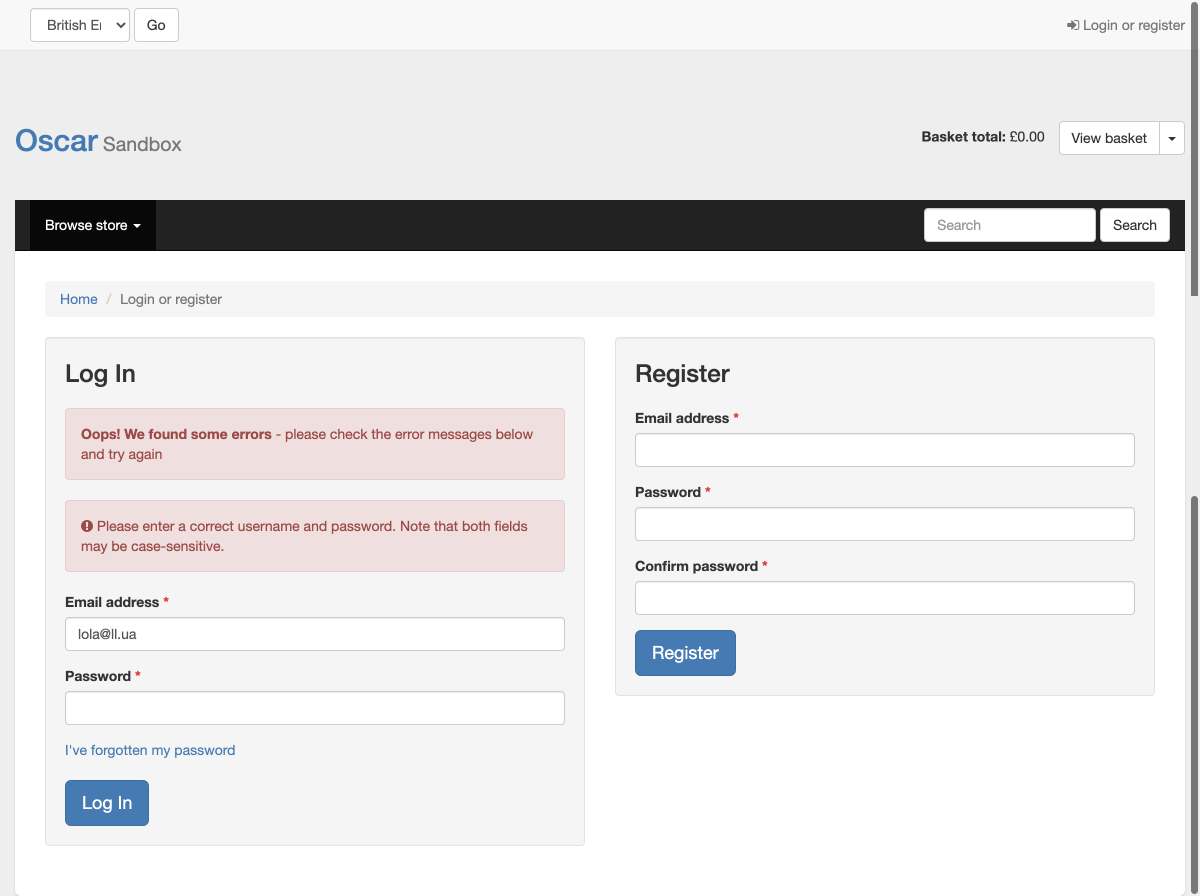 British E
Go
Login or register
Oscar Sandbox
Basket total: £0.00
View basket
Browse store
Search
Search
Home / Login or register
Log In
Oops! We found some errors - please check the error messages below
and try again
Please enter a correct username and password. Note that both fields
may be case-sensitive.
Email address *
lola@ll.ua
Password *
I've forgotten my password
Log In
Register
Email address *
Password *
Confirm password *
Register